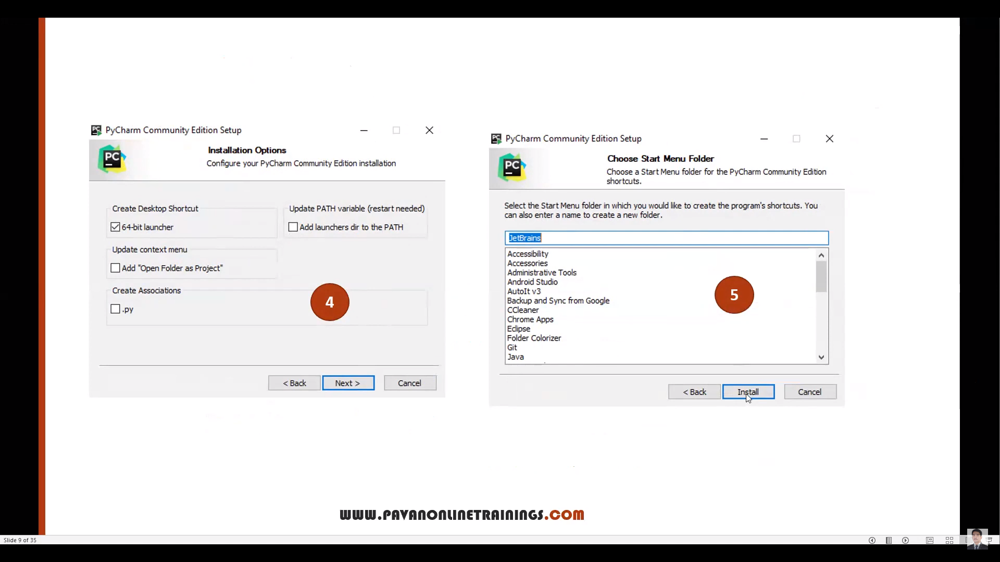 PyCharm Community Edition Setup
PC
Installation Options
Configure your PyCharm Community Edition installation
Create Desktop Shortcut
64-bit launcher
Update PATH variable (restart needed)
Add launchers dir to the PATH
Update context menu
Add "Open Folder as Project"
Create Associations
.py
4
< Back
Next >
Cancel
PyCharm Community Edition Setup
PC
Choose Start Menu Folder
Choose a Start Menu folder for the PyCharm Community Edition
shortcuts.
Select the Start Menu folder in which you would like to create the program's shortcuts. You
can also enter a name to create a new folder.
JetBrains
Accessibility
Accessories
Administrative Tools
Android Studio
AutoIt v3
Backup and Sync from Google
CCleaner
Chrome Apps
Eclipse
Folder Colorizer
Git
Java
5
< Back
Install
Cancel
WWW.PAVANONLINETRAININGS.COM
Slide 9 of 35